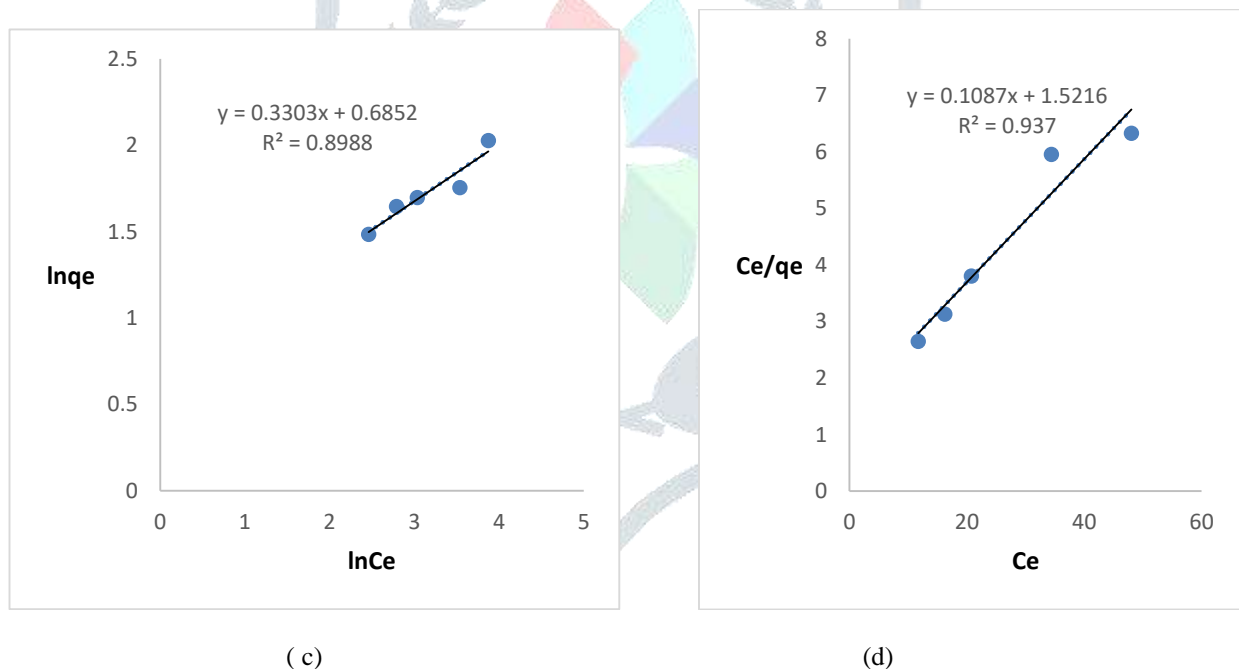 2.5
2
1.5
1
0.5
0
y = 0.3303x + 0.6852
R² = 0.8988
lnqe
0 1 2 3 4 5
lnCe
( c)
8
7
6
5
4
3
2
1
0
y = 0.1087x + 1.5216
R² = 0.937
Ce/qe
0 20 40 60
Ce
(d)